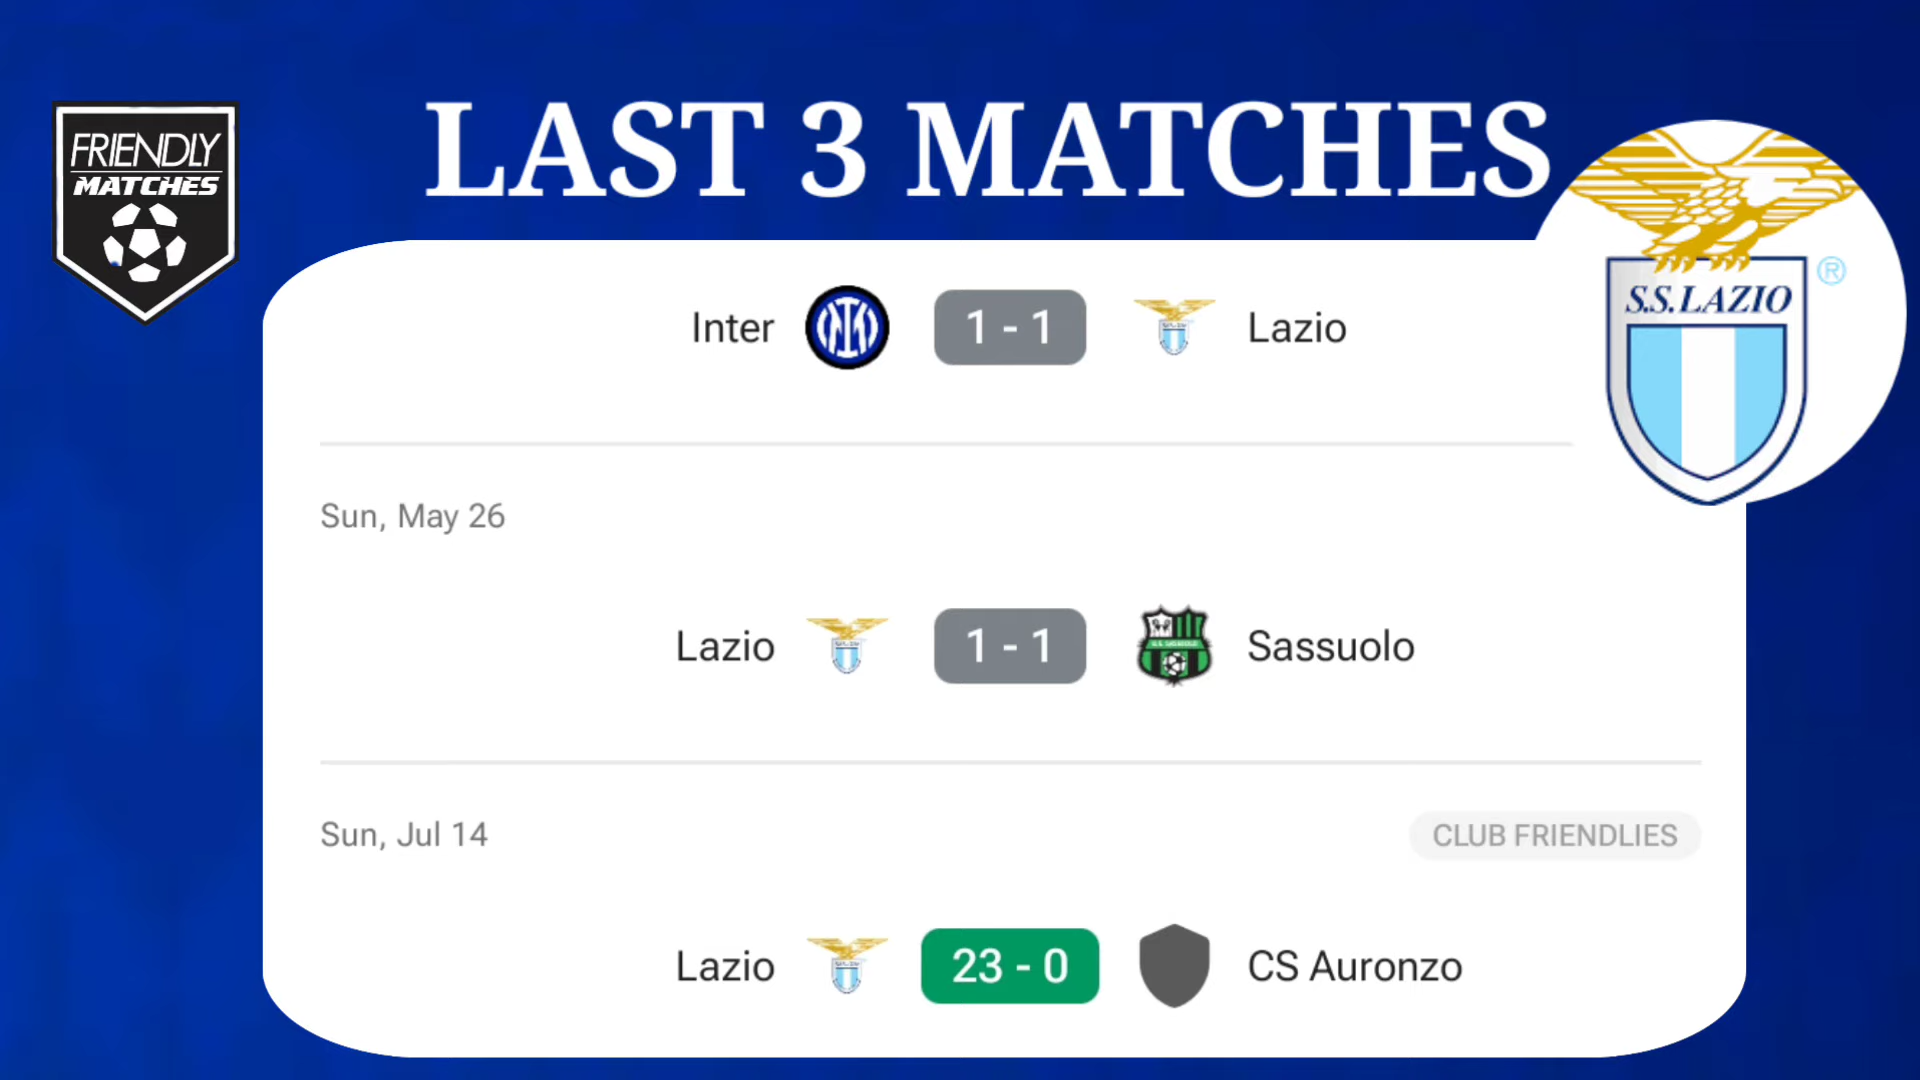 LAST 3 MATCHES
FRIENDLY
MATCHES
S.S.LAZIO ®
Inter 1 - 1 Lazio
Sun, May 26
Lazio 1 - 1 Sassuolo
Sun, Jul 14 CLUB FRIENDLIES
Lazio 23 - 0 CS Auronzo